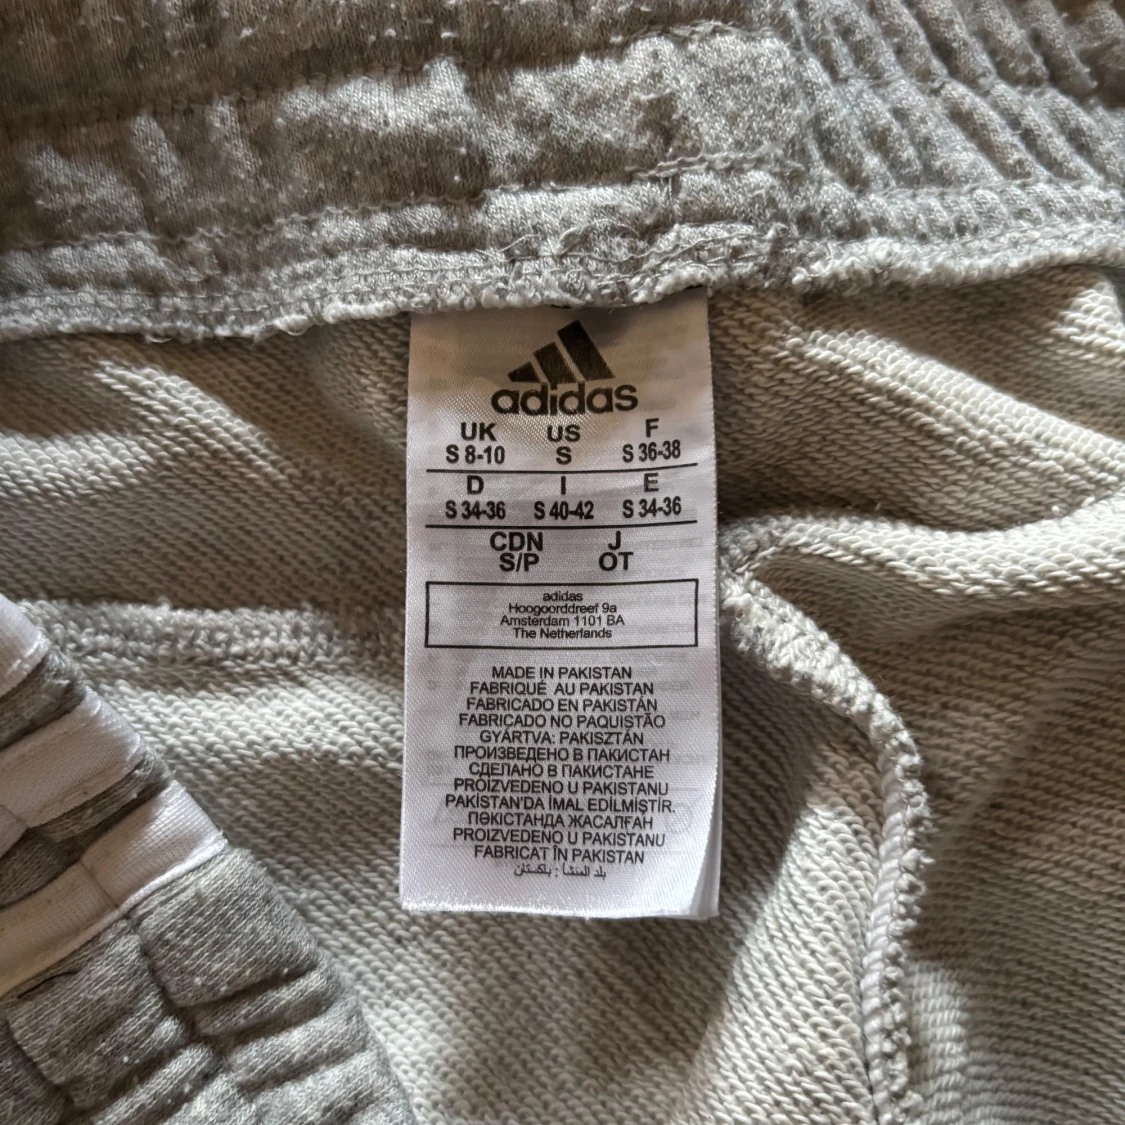 adidas
UK US F
S 8-10 S S 36-38
D I E
S 34-36 S 40-42 S 34-36
CDN J
S/P OT
adidas
Hoogoorddreef 9a
Amsterdam 1101 BA
The Netherlands
MADE IN PAKISTAN
FABRIQUÉ AU PAKISTAN
FABRICADO EN PAKISTÁN
FABRICADO NO PAQUISTÃO
GYÁRTVA: PAKISZTÁN
ПРОИЗВЕДЕНО В ПАКИСТАН
СДЕЛАНО В ПАКИСТАНЕ
PROIZVEDENO U PAKISTANU
PAKİSTAN'DA İMAL EDİLMİŞTİR.
ПӘКІСТАНДА ЖАСАЛҒАН
PROIZVEDENO U PAKISTANU
FABRICAT ÎN PAKISTAN
بلد المنشأ : باكستان